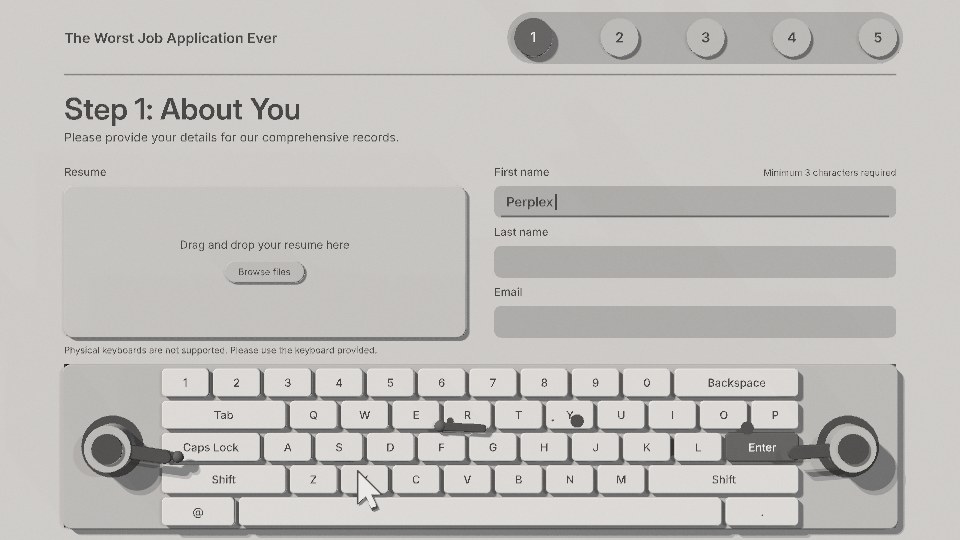 The Worst Job Application Ever
1 2 3 4 5
Step 1: About You
Please provide your details for our comprehensive records.
Resume
Drag and drop your resume here
Browse files
First name
Minimum 3 characters required
Perplex
Last name
Email
Physical keyboards are not supported. Please use the keyboard provided.
1 2 3 4 5 6 7 8 9 0 Backspace
Tab Q W E R T Y U I O P
Caps Lock A S D F G H J K L Enter
Shift Z C V B N M Shift
@ .